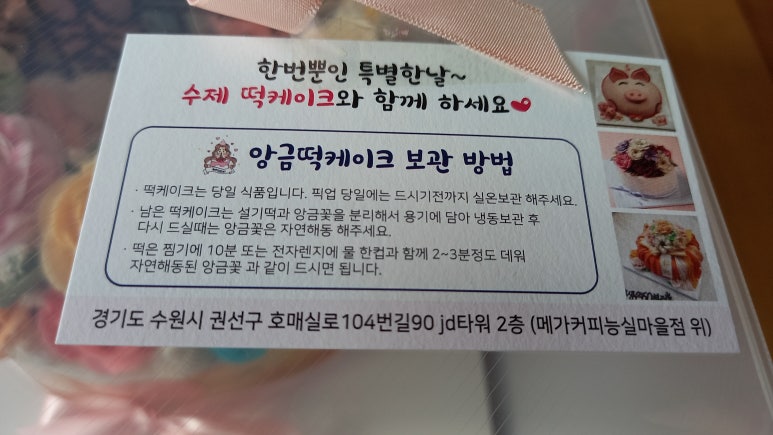 한번뿐인 특별한날~
수제 떡케이크와 함께 하세요
앙금떡케이크 보관 방법
· 떡케이크는 당일 식품입니다. 픽업 당일에는 드시기전까지 실온보관 해주세요.
· 남은 떡케이크는 설기떡과 앙금꽃을 분리해서 용기에 담아 냉동보관 후
다시 드실때는 앙금꽃은 자연해동 해주세요.
· 떡은 찜기에 10분 또는 전자렌지에 물 한컵과 함께 2~3분정도 데워
자연해동된 앙금꽃 과 같이 드시면 됩니다.
경기도 수원시 권선구 호매실로104번길90 jd타워 2층 (메가커피능실마을점 위)